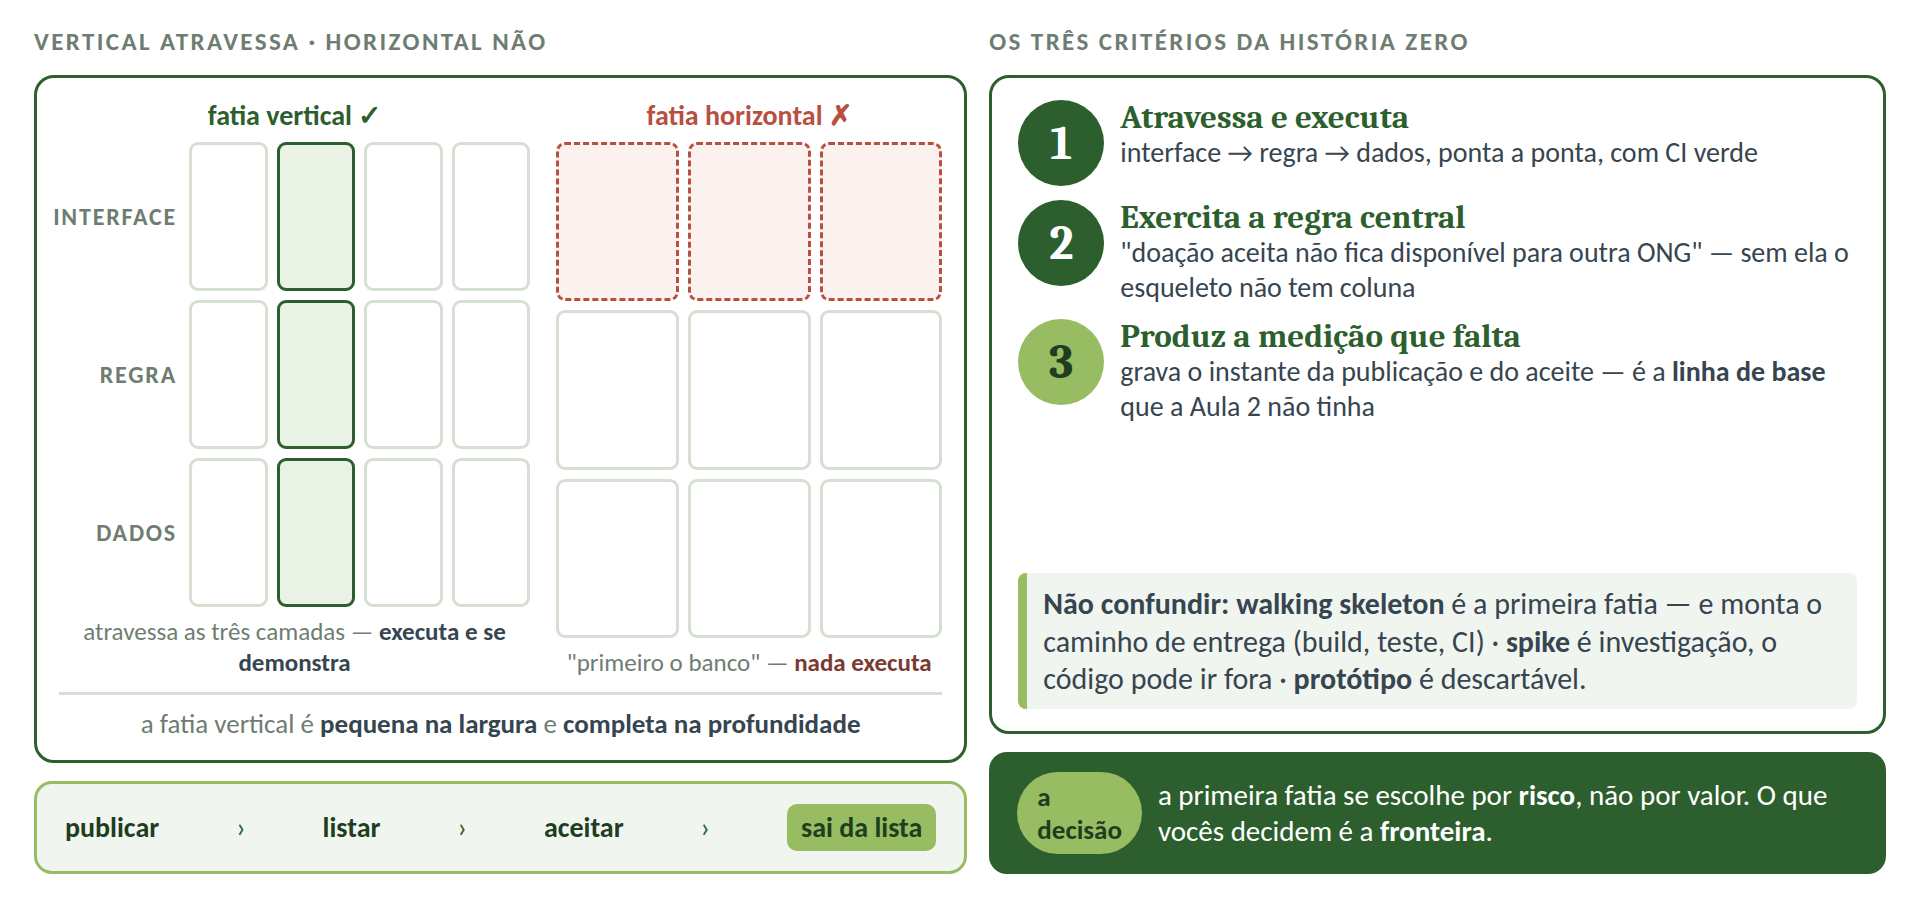 VERTICAL ATRAVESSA · HORIZONTAL NÃO
fatia vertical ✓
fatia horizontal ✗
INTERFACE
REGRA
DADOS
atravessa as três camadas — executa e se
demonstra
"primeiro o banco" — nada executa
a fatia vertical é pequena na largura e completa na profundidade
publicar › listar › aceitar › sai da lista
OS TRÊS CRITÉRIOS DA HISTÓRIA ZERO
1
Atravessa e executa
interface → regra → dados, ponta a ponta, com CI verde
2
Exercita a regra central
"doação aceita não fica disponível para outra ONG" — sem ela o
esqueleto não tem coluna
3
Produz a medição que falta
grava o instante da publicação e do aceite — é a linha de base
que a Aula 2 não tinha
Não confundir: walking skeleton é a primeira fatia — e monta o
caminho de entrega (build, teste, CI) · spike é investigação, o
código pode ir fora · protótipo é descartável.
a
decisão
a primeira fatia se escolhe por risco, não por valor. O que
vocês decidem é a fronteira.